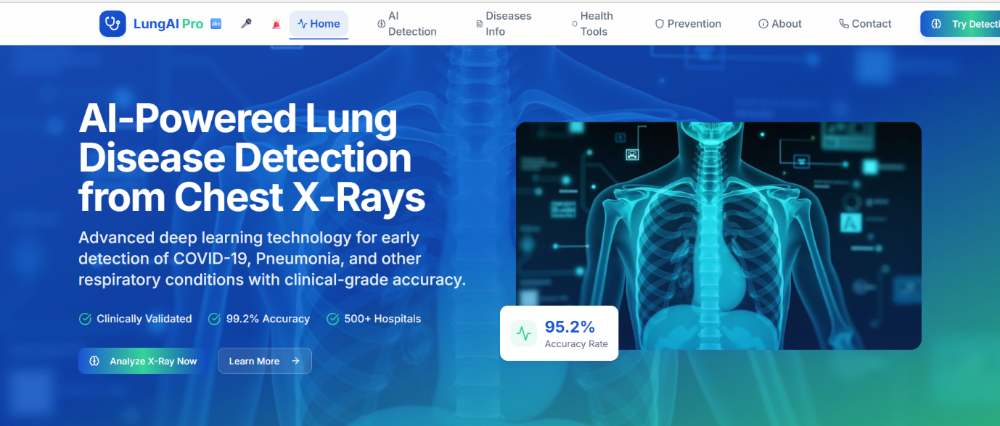 LungAI Pro
abc
Home
AI
Detection
Diseases
Info
Health
Tools
Prevention
About
Contact
Try Detecti
AI-Powered Lung
Disease Detection
from Chest X-Rays
Advanced deep learning technology for early
detection of COVID-19, Pneumonia, and other
respiratory conditions with clinical-grade accuracy.
Clinically Validated
99.2% Accuracy
500+ Hospitals
Analyze X-Ray Now
Learn More
95.2%
Accuracy Rate